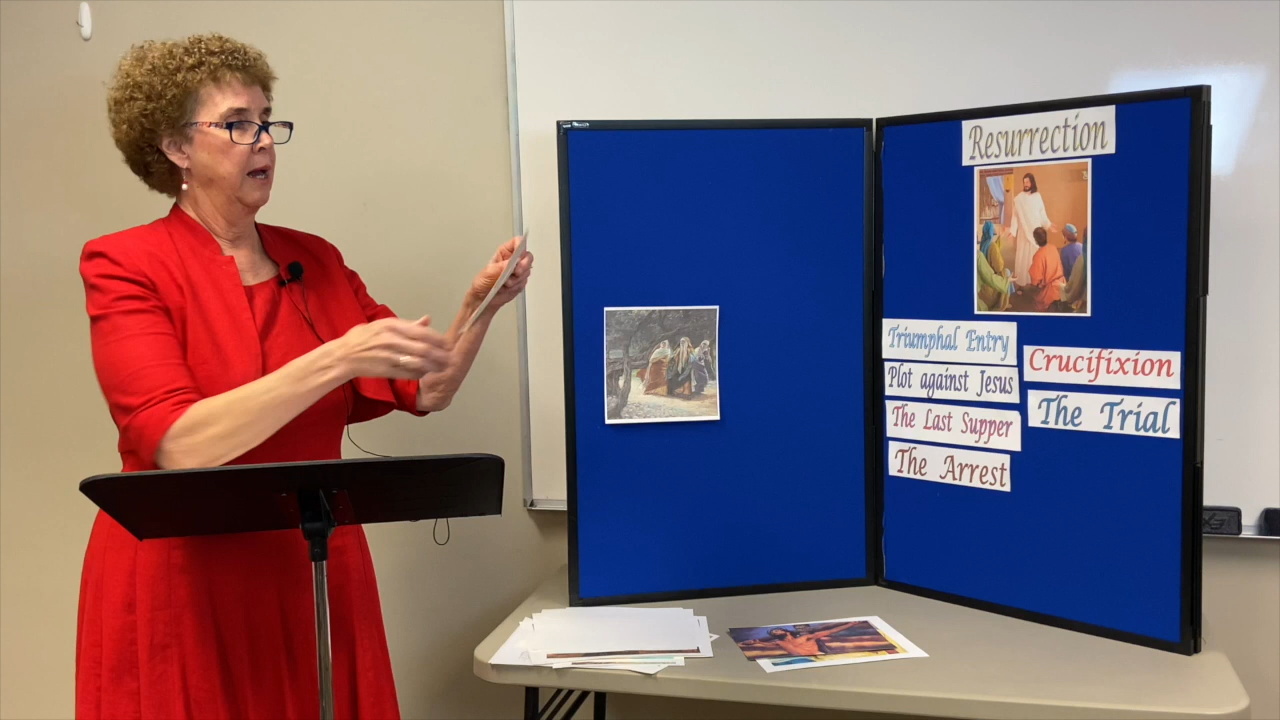 Resurrection
Triumphal Entry
Plot against Jesus
The Last Supper
The Arrest
Crucifixion
The Trial